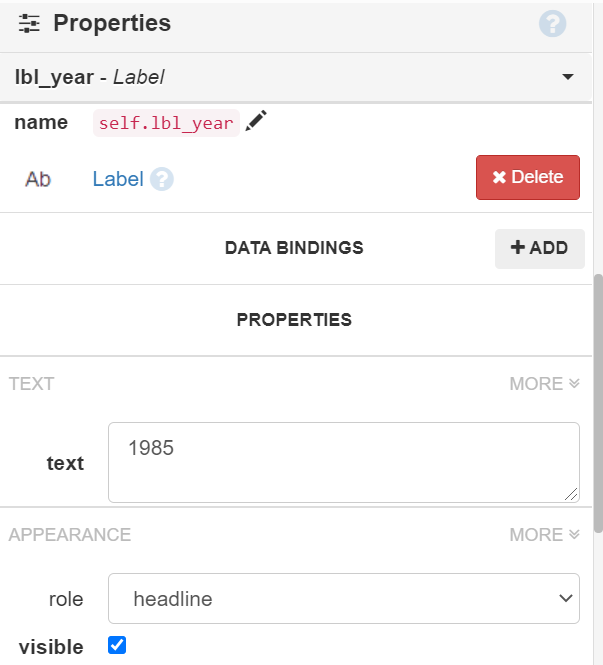 Properties ?
lbl_year - Label
name self.lbl_year
Ab Label ? Delete
DATA BINDINGS + ADD
PROPERTIES
TEXT MORE
text 1985
APPEARANCE MORE
role headline
visible